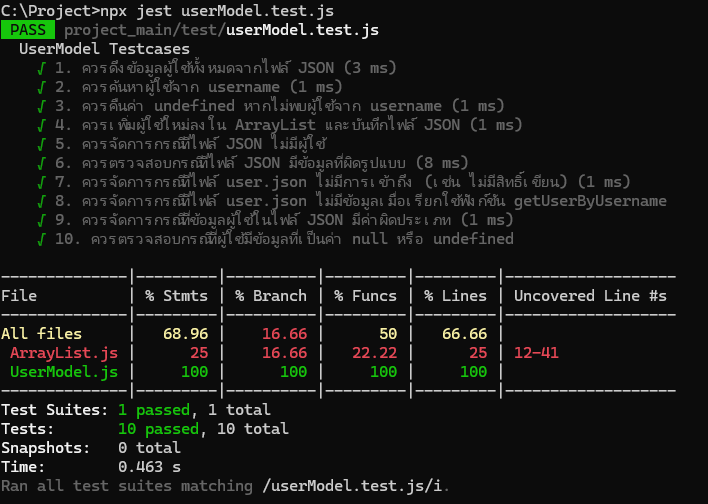 C:\Project>npx jest userModel.test.js
PASS project_main/test/userModel.test.js
UserModel Testcases
√ 1. ควรดึงข้อมูลผู้ใช้ทั้งหมดจากไฟล์ JSON (3 ms)
√ 2. ควรค้นหาผู้ใช้จาก username (1 ms)
√ 3. ควรคืนค่า undefined หากไม่พบผู้ใช้จาก username (1 ms)
√ 4. ควรเพิ่มผู้ใช้ใหม่ลงใน ArrayList และบันทึกไฟล์ JSON (1 ms)
√ 5. ควรจัดการกรณีที่ไฟล์ JSON ไม่มีผู้ใช้
√ 6. ควรตรวจสอบกรณีที่ไฟล์ JSON มีข้อมูลที่ผิดรูปแบบ (8 ms)
√ 7. ควรจัดการกรณีที่ไฟล์ user.json ไม่มีการเข้าถึง (เช่น ไม่มีสิทธิ์เขียน) (1 ms)
√ 8. ควรจัดการกรณีที่ไฟล์ user.json ไม่มีข้อมูลเมื่อเรียกใช้ฟังก์ชัน getUserByUsername
√ 9. ควรจัดการกรณีที่ข้อมูลผู้ใช้ในไฟล์ JSON มีค่าผิดประเภท (1 ms)
√ 10. ควรตรวจสอบกรณีที่ผู้ใช้มีข้อมูลที่เป็นค่า null หรือ undefined
--------------|---------|----------|---------|---------|-------------------
File | % Stmts | % Branch | % Funcs | % Lines | Uncovered Line #s
--------------|---------|----------|---------|---------|-------------------
All files | 68.96 | 16.66 | 50 | 66.66 |
ArrayList.js | 25 | 16.66 | 22.22 | 25 | 12-41
UserModel.js | 100 | 100 | 100 | 100 |
--------------|---------|----------|---------|---------|-------------------
Test Suites: 1 passed, 1 total
Tests: 10 passed, 10 total
Snapshots: 0 total
Time: 0.463 s
Ran all test suites matching /userModel.test.js/i.